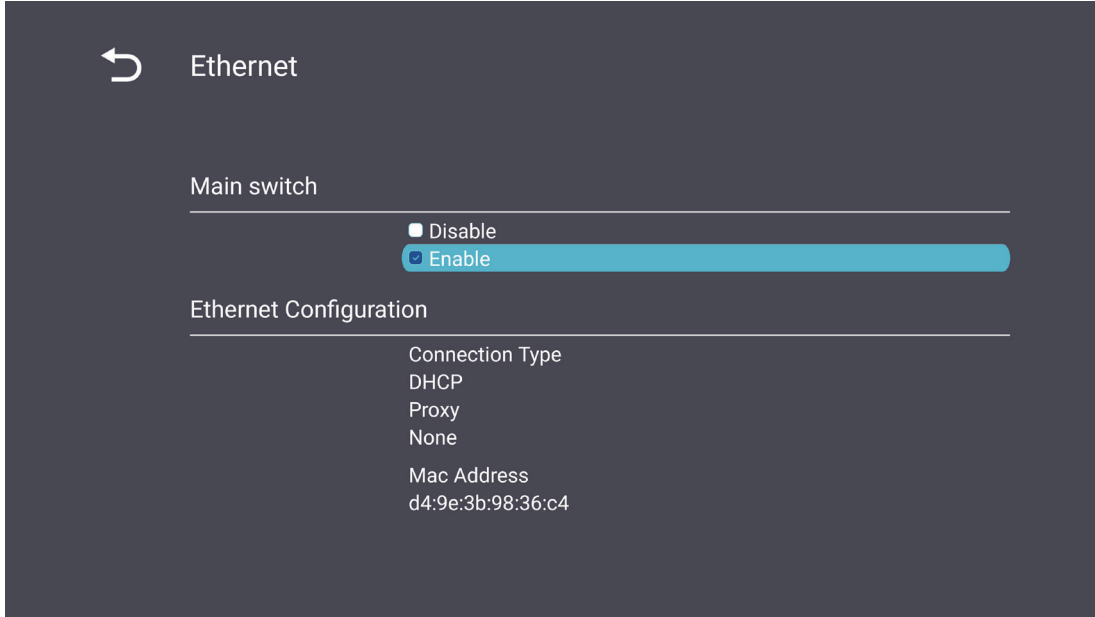 Ethernet
Main switch
Disable
Enable
Ethernet Configuration
Connection Type
DHCP
Proxy
None
Mac Address
d4:9e:3b:98:36:c4